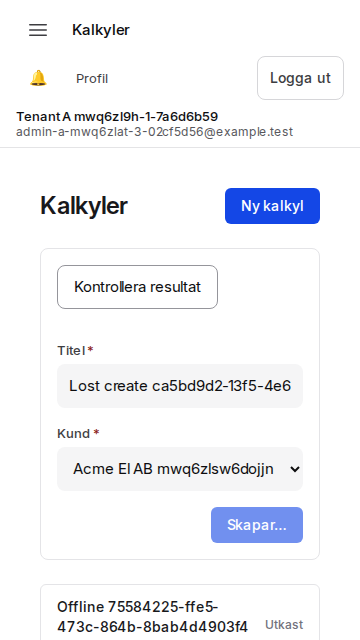 Kalkyler
Profil
Logga ut
Tenant A mwq6zl9h-1-7a6d6b59
admin-a-mwq6zlat-3-02cf5d56@example.test
Kalkyler
Ny kalkyl
Kontrollera resultat
Titel *
Lost create ca5bd9d2-13f5-4e6
Kund *
Acme El AB mwq6zlsw6dojjn
Skapar...
Offline 75584225-ffe5-
473c-864b-8bab4d4903f4
Utkast